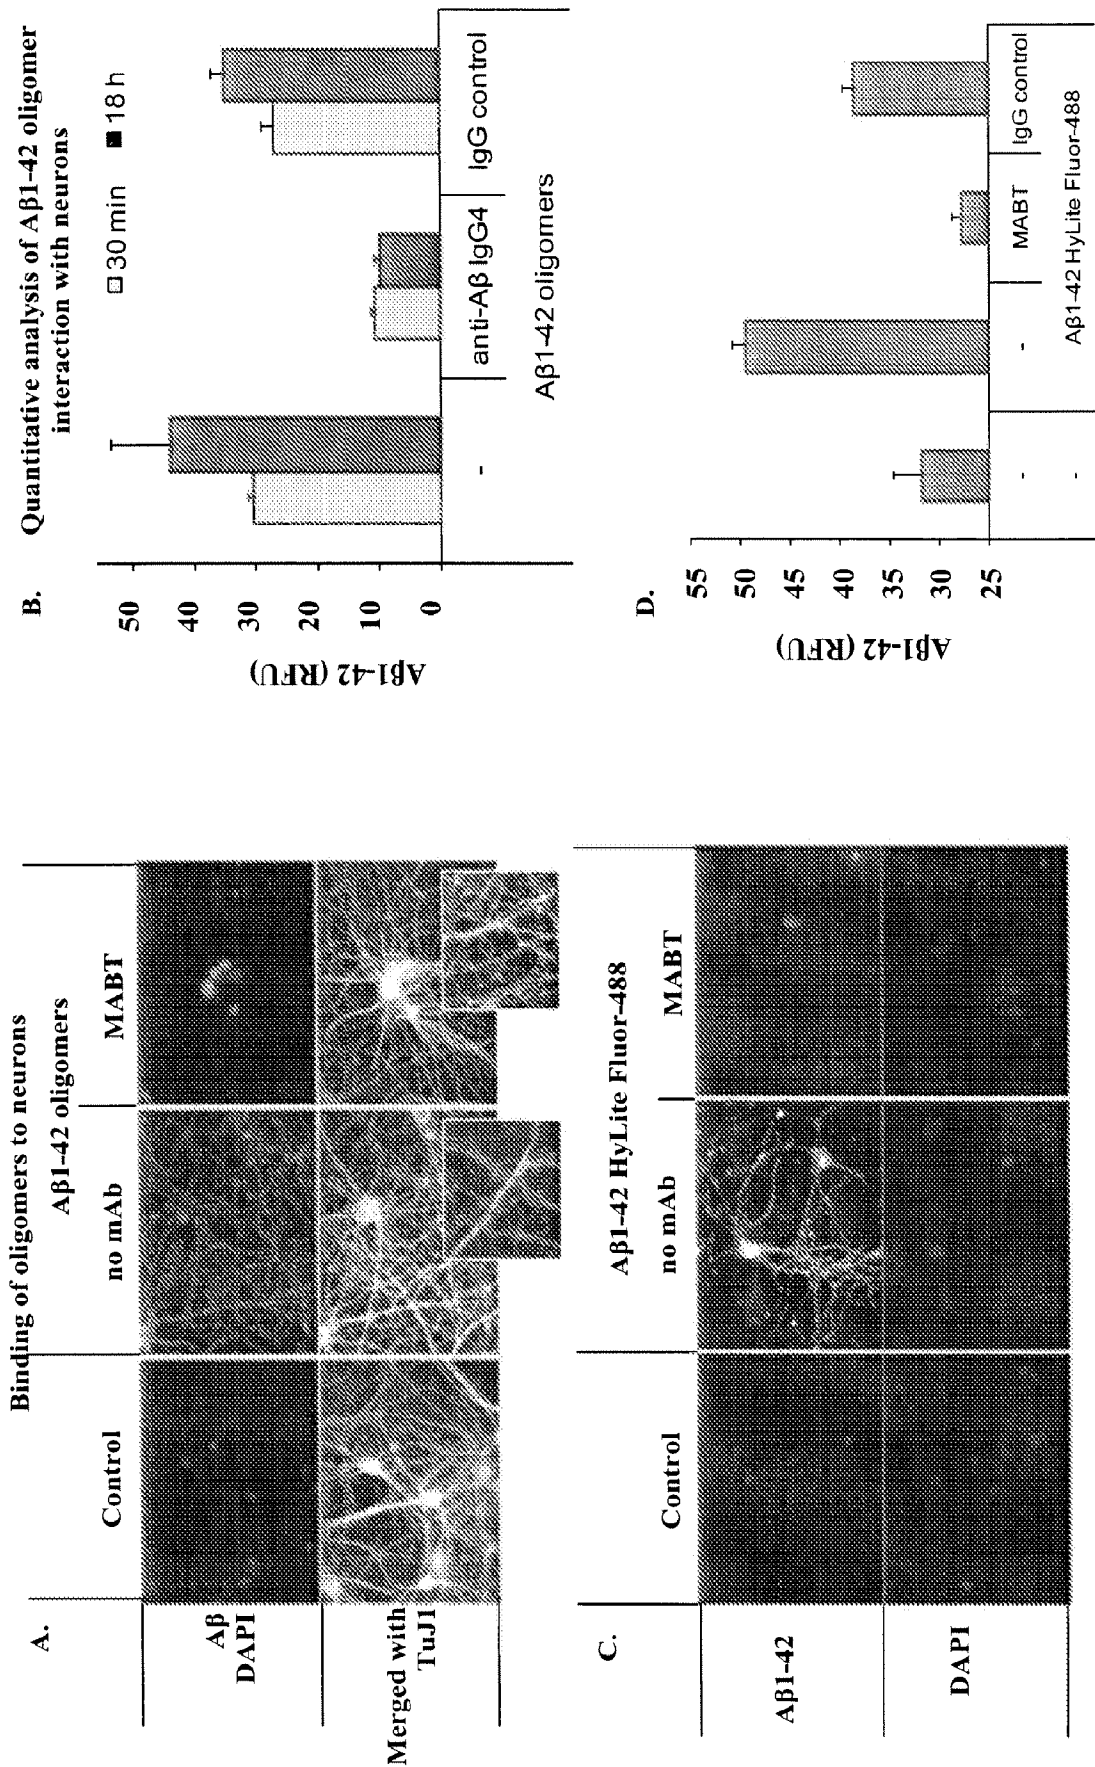 Binding of oligomers to neurons
A.
Aβ1-42 oligomers
Control
no mAb
MABT
Aβ
DAPI
Merged with
TuJ1
B.
Quantitative analysis of Aβ1-42 oligomer
interaction with neurons
30 min
18 h
Aβ1-42 (RFU)
50
40
30
20
10
0
-
anti-Aβ IgG4
IgG control
Aβ1-42 oligomers
C.
Aβ1-42 HyLite Fluor-488
Control
no mAb
MABT
Aβ1-42
DAPI
D.
Aβ1-42 (RFU)
55
50
45
40
35
30
25
-
-
MABT
IgG control
-
Aβ1-42 HyLite Fluor-488